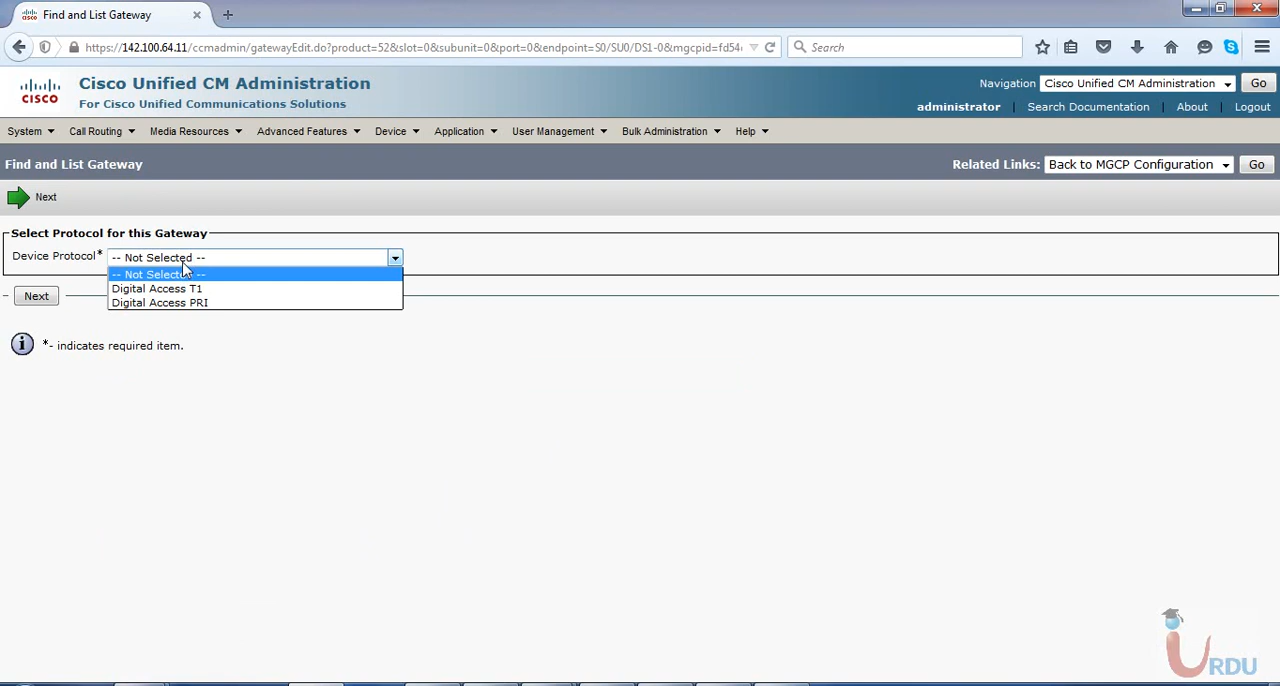 Find and List Gateway
https://142.100.64.11/ccmadmin/gatewayEdit.do?product=52&slot=0&subunit=0&port=0&endpoint=S0/SU0/DS1-0&mgcpid=fd54
Search
CISCO
Cisco Unified CM Administration
For Cisco Unified Communications Solutions
Navigation Cisco Unified CM Administration Go
administrator | Search Documentation | About | Logout
System Call Routing Media Resources Advanced Features Device Application User Management Bulk Administration Help
Find and List Gateway
Related Links: Back to MGCP Configuration Go
Next
Select Protocol for this Gateway
Device Protocol* -- Not Selected --
-- Not Selected --
Digital Access T1
Digital Access PRI
- Next
i *- indicates required item.
URDU